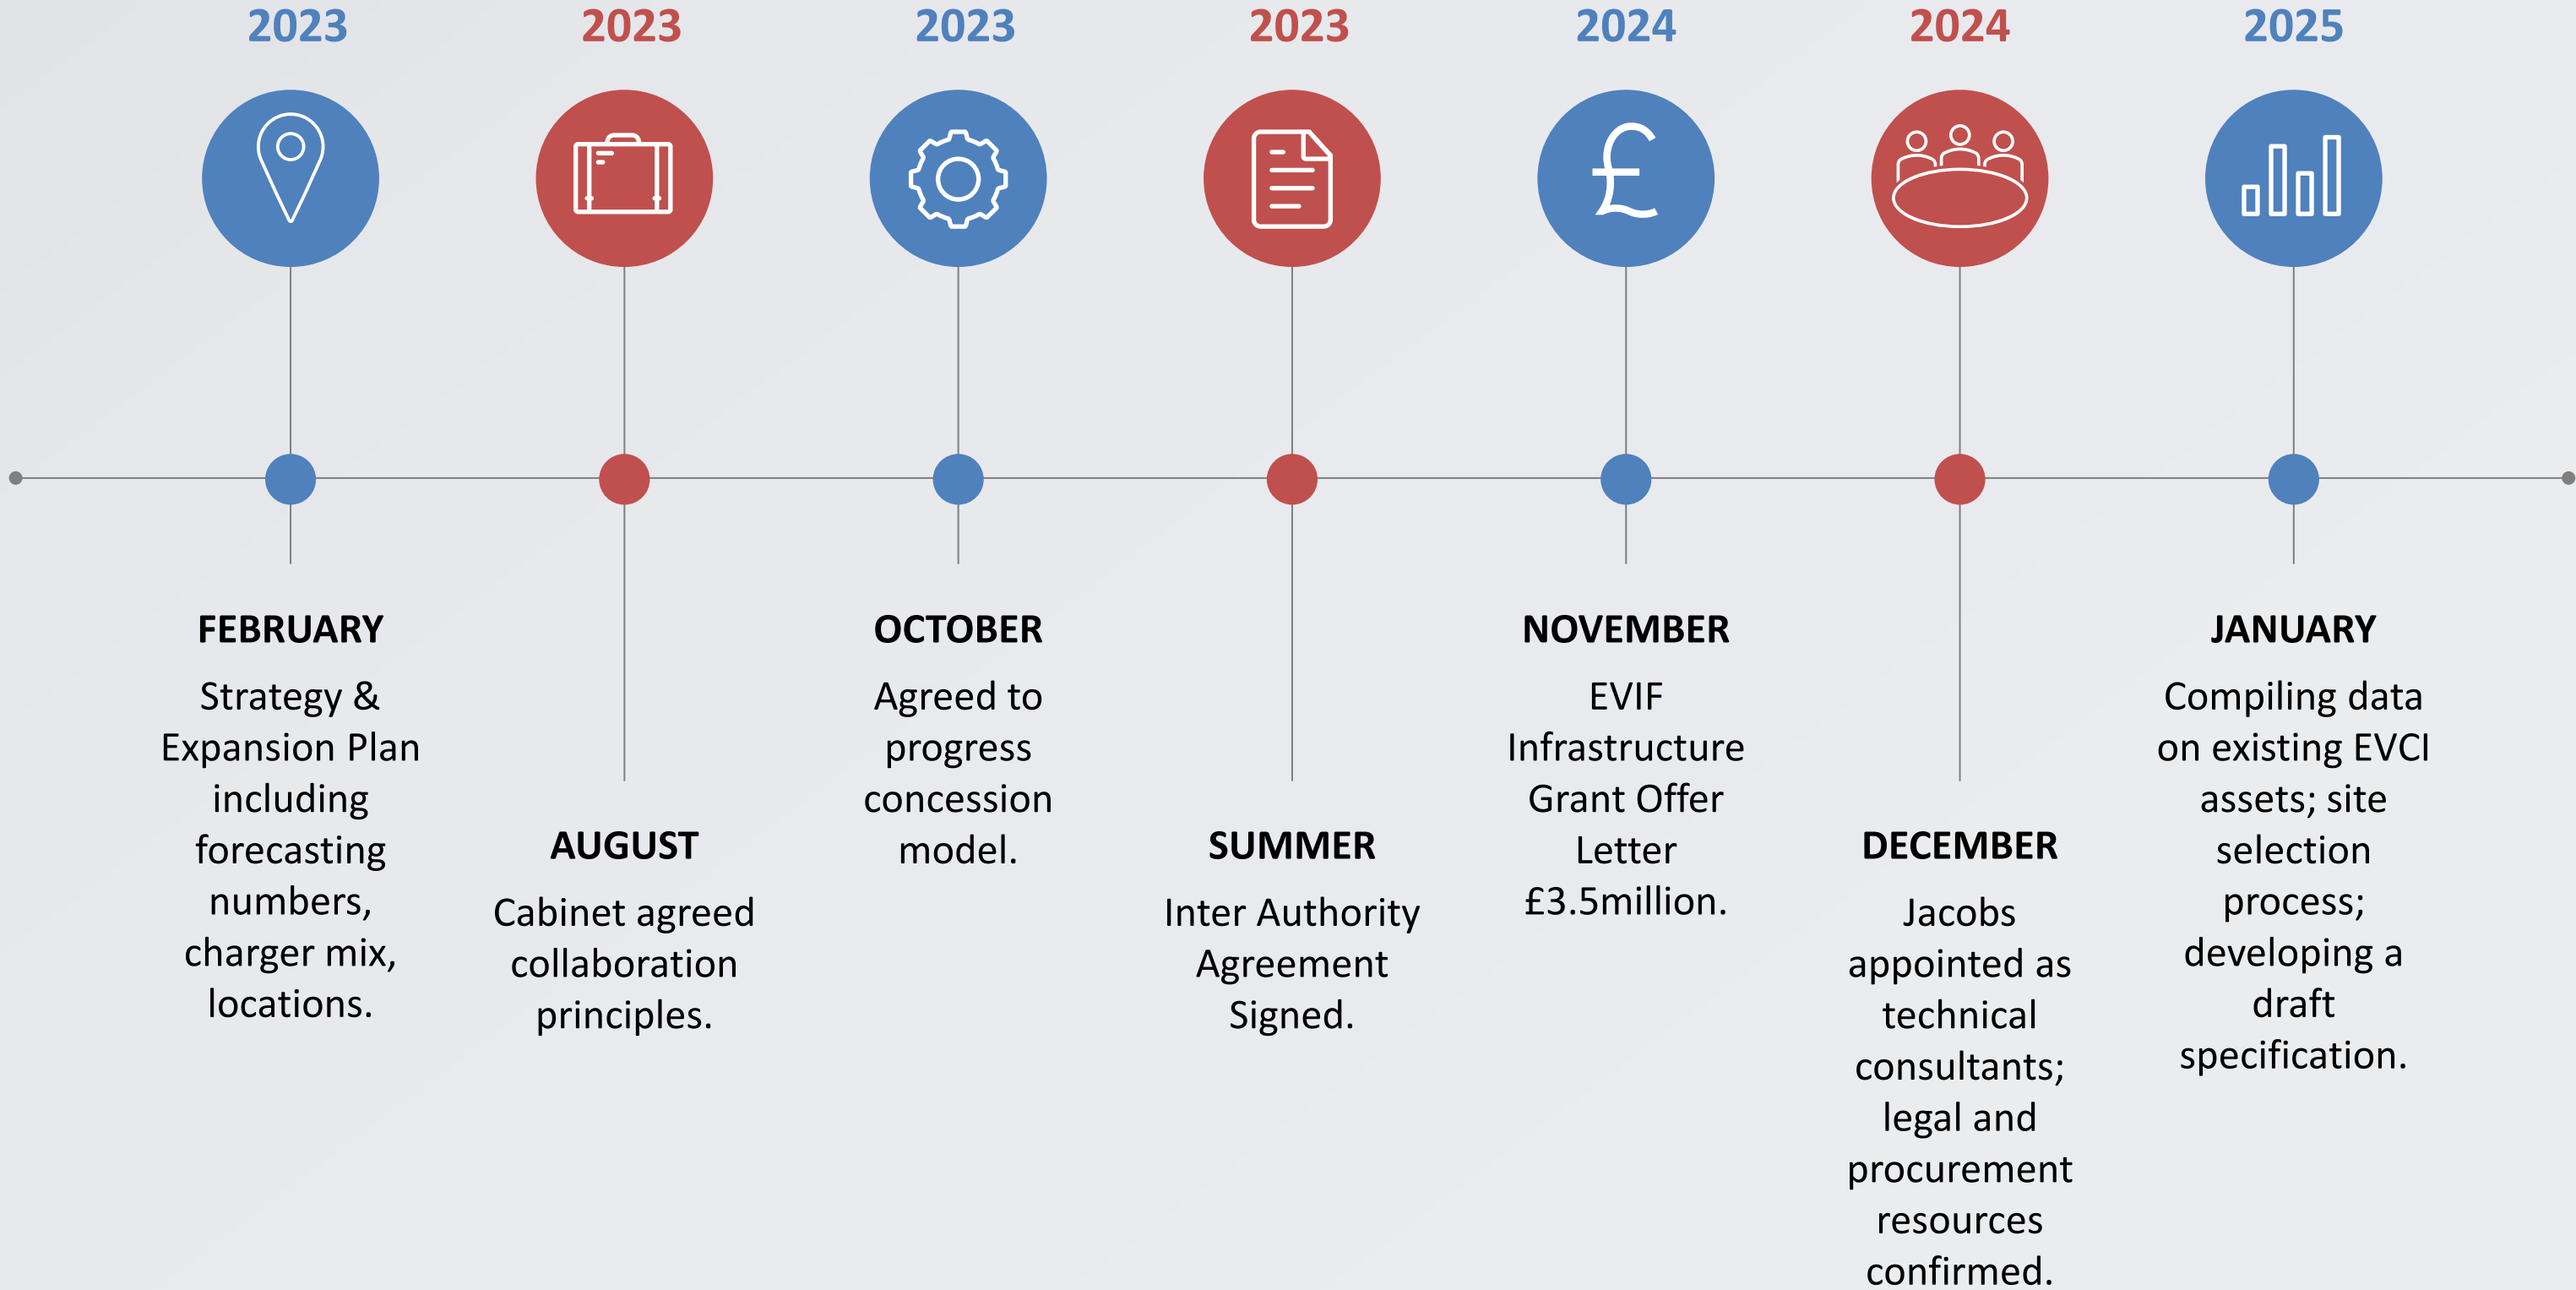 2023
2023
2023
2023
2024
2024
2025
£
FEBRUARY
Strategy &
Expansion Plan
including
forecasting
numbers,
charger mix,
locations.
AUGUST
Cabinet agreed
collaboration
principles.
OCTOBER
Agreed to
progress
concession
model.
SUMMER
Inter Authority
Agreement
Signed.
NOVEMBER
EVIF
Infrastructure
Grant Offer
Letter
£3.5million.
DECEMBER
Jacobs
appointed as
technical
consultants;
legal and
procurement
resources
confirmed.
JANUARY
Compiling data
on existing EVCI
assets; site
selection
process;
developing a
draft
specification.